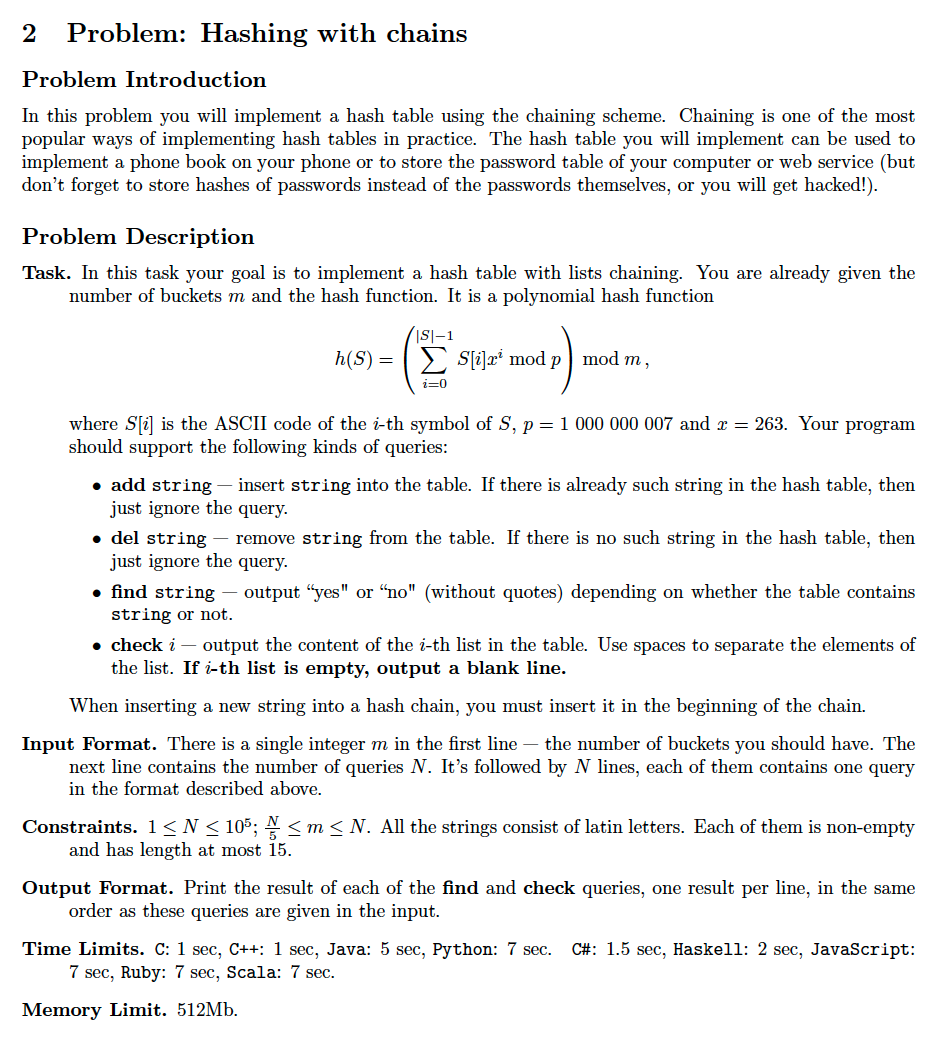 2 Problem: Hashing with chains
Problem Introduction
In this problem you will implement a hash table using the chaining scheme. Chaining is one of the most
popular ways of implementing hash tables in practice. The hash table you will implement can be used to
implement a phone book on your phone or to store the password table of your computer or web service (but
don't forget to store hashes of passwords instead of the passwords themselves, or you will get hacked!).
Problem Description
Task. In this task your goal is to implement a hash table with lists chaining. You are already given the
number of buckets m and the hash function. It is a polynomial hash function
h(S) = (∑_{i=0}^{|S|−1} S[i]x^i mod p) mod m,
where S[i] is the ASCII code of the i-th symbol of S, p = 1 000 000 007 and x = 263. Your program
should support the following kinds of queries:
• add string — insert string into the table. If there is already such string in the hash table, then
just ignore the query.
• del string — remove string from the table. If there is no such string in the hash table, then
just ignore the query.
• find string — output “yes" or “no" (without quotes) depending on whether the table contains
string or not.
• check i — output the content of the i-th list in the table. Use spaces to separate the elements of
the list. If i-th list is empty, output a blank line.
When inserting a new string into a hash chain, you must insert it in the beginning of the chain.
Input Format. There is a single integer m in the first line — the number of buckets you should have. The
next line contains the number of queries N. It's followed by N lines, each of them contains one query
in the format described above.
Constraints. 1 ≤ N ≤ 10^5; N/5 ≤ m ≤ N. All the strings consist of latin letters. Each of them is non-empty
and has length at most 15.
Output Format. Print the result of each of the find and check queries, one result per line, in the same
order as these queries are given in the input.
Time Limits. C: 1 sec, C++: 1 sec, Java: 5 sec, Python: 7 sec. C#: 1.5 sec, Haskell: 2 sec, JavaScript:
7 sec, Ruby: 7 sec, Scala: 7 sec.
Memory Limit. 512Mb.